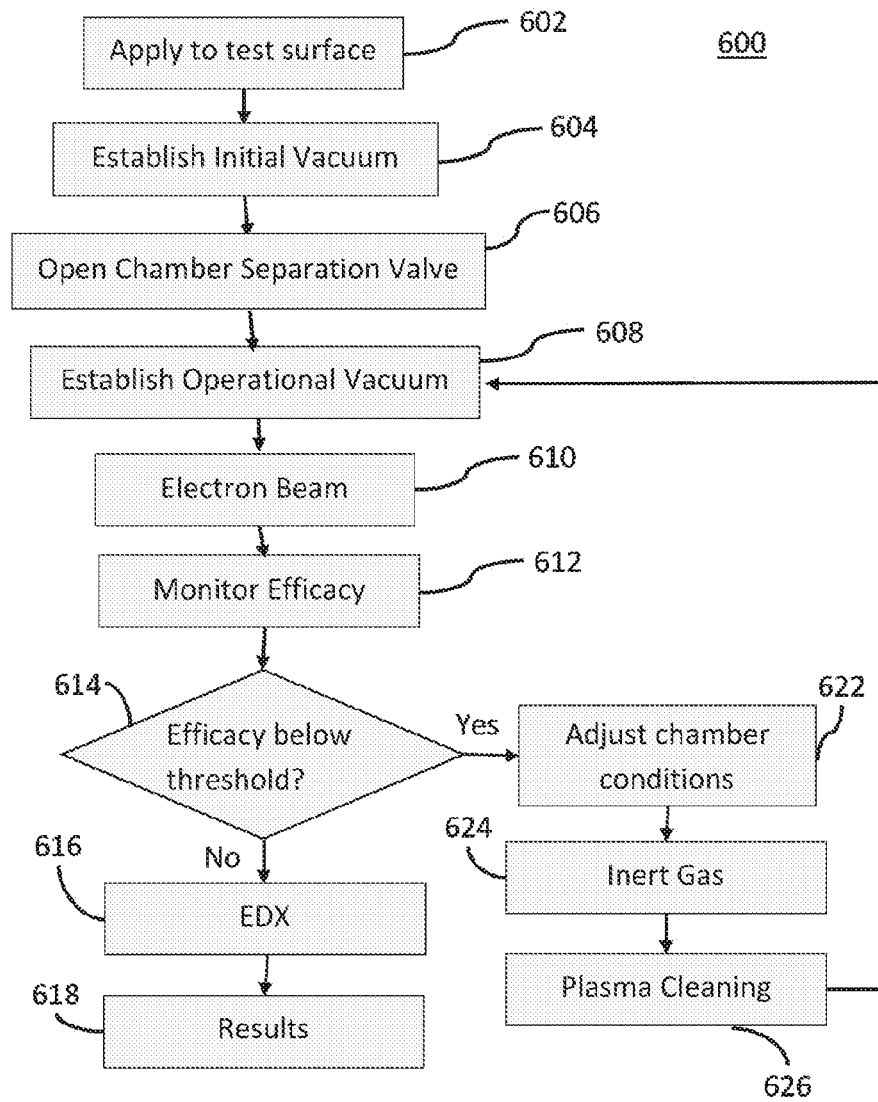 602
Apply to test surface
600
604
Establish Initial Vacuum
606
Open Chamber Separation Valve
608
Establish Operational Vacuum
610
Electron Beam
612
Monitor Efficacy
614
Efficacy below
threshold?
Yes
622
Adjust chamber
conditions
No
624
Inert Gas
616
EDX
626
Plasma Cleaning
618
Results